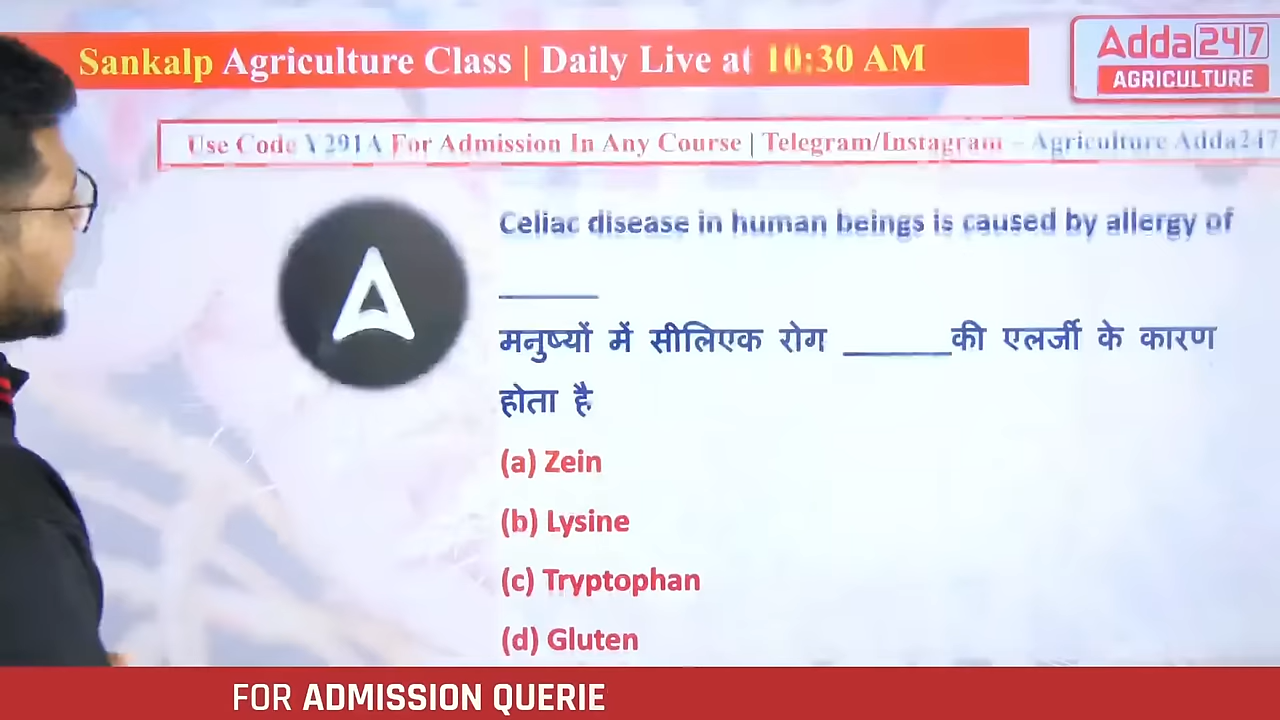 Sankalp Agriculture Class | Daily Live at 10:30 AM
Adda247
AGRICULTURE
Use Code Y291A For Admission In Any Course | Telegram/Instagram – Agriculture Adda247
Celiac disease in human beings is caused by allergy of
______
मनुष्यों में सीलिएक रोग ______की एलर्जी के कारण
होता है
(a) Zein
(b) Lysine
(c) Tryptophan
(d) Gluten
FOR ADMISSION QUERIE